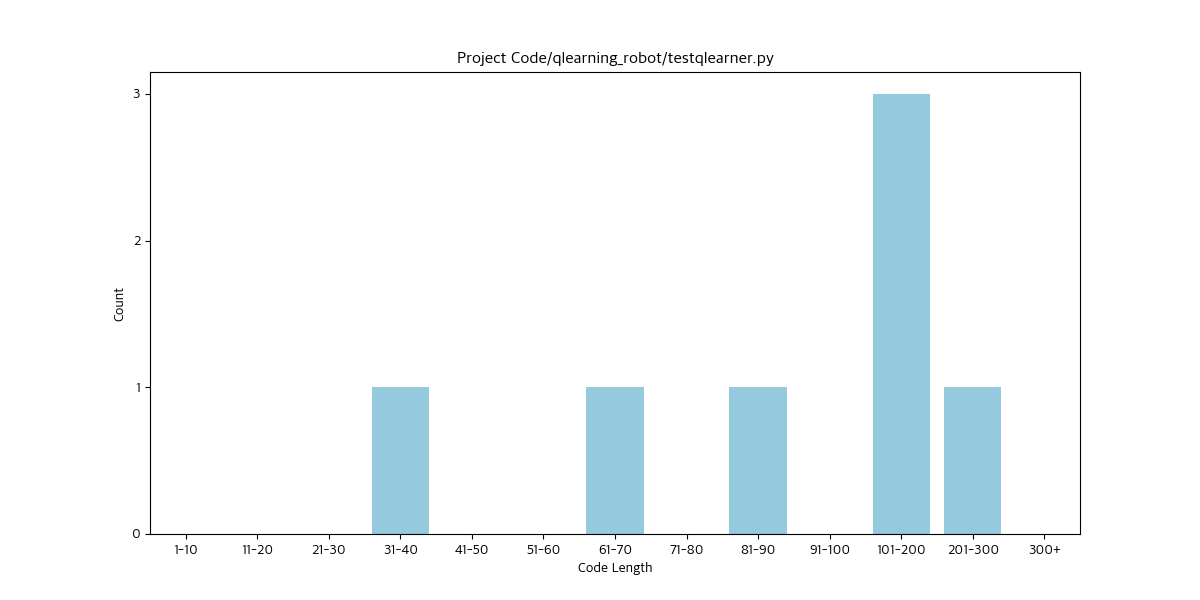 Project Code/qlearning_robot/testqlearner.py
3
2
1
0
Count
1-10 11-20 21-30 31-40 41-50 51-60 61-70 71-80 81-90 91-100 101-200 201-300 300+
Code Length